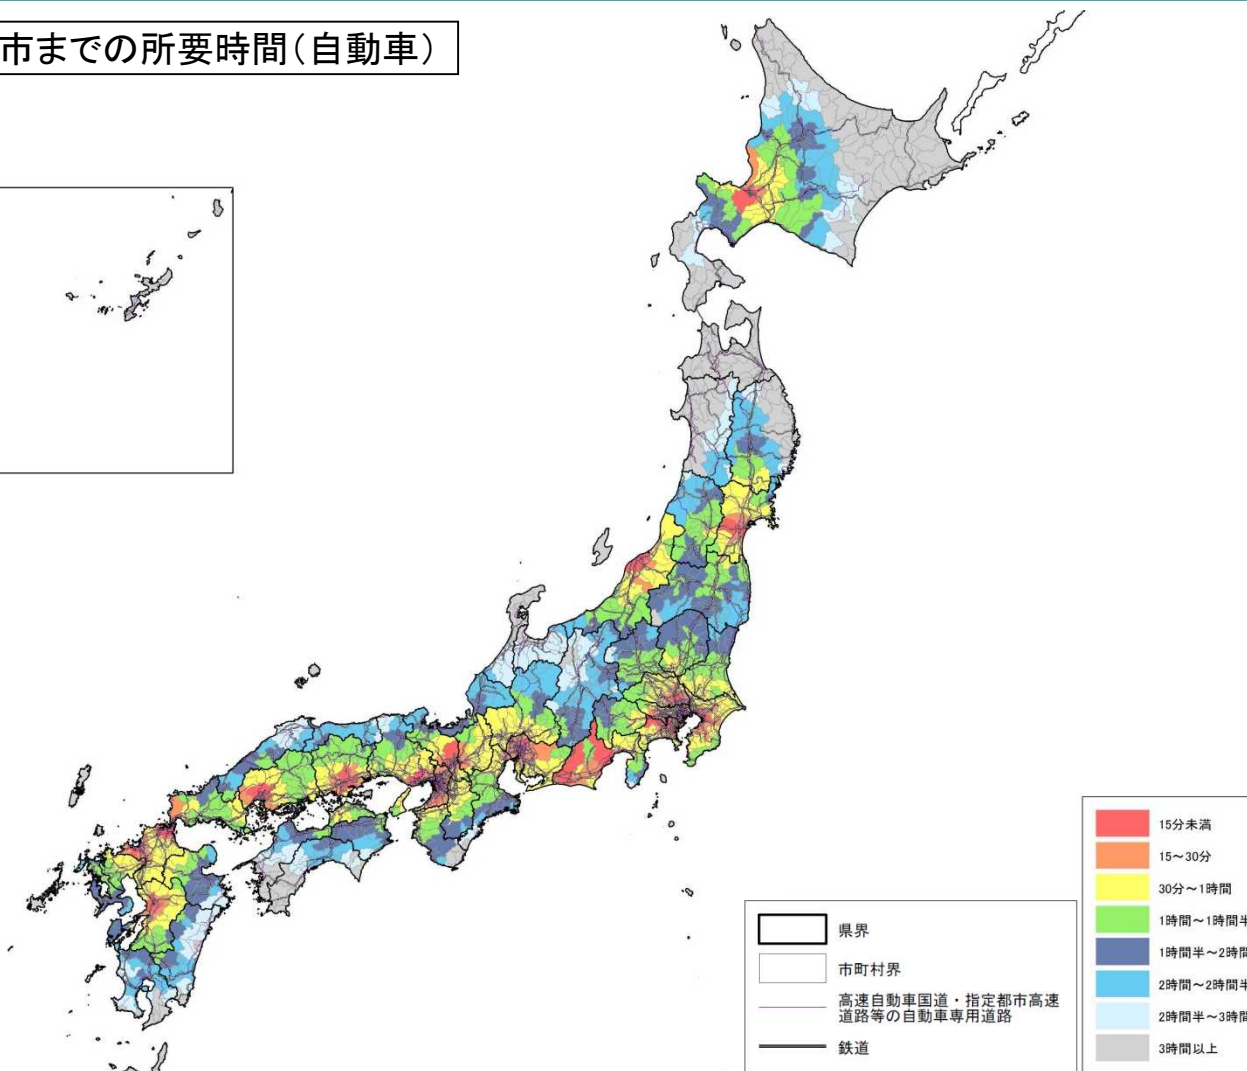 市までの所要時間（自動車）
県界
市町村界
高速自動車国道・指定都市高速
道路等の自動車専用道路
鉄道
15分未満
15～30分
30分～1時間
1時間～1時間半
1時間半～2時間
2時間～2時間半
2時間半～3時間
3時間以上